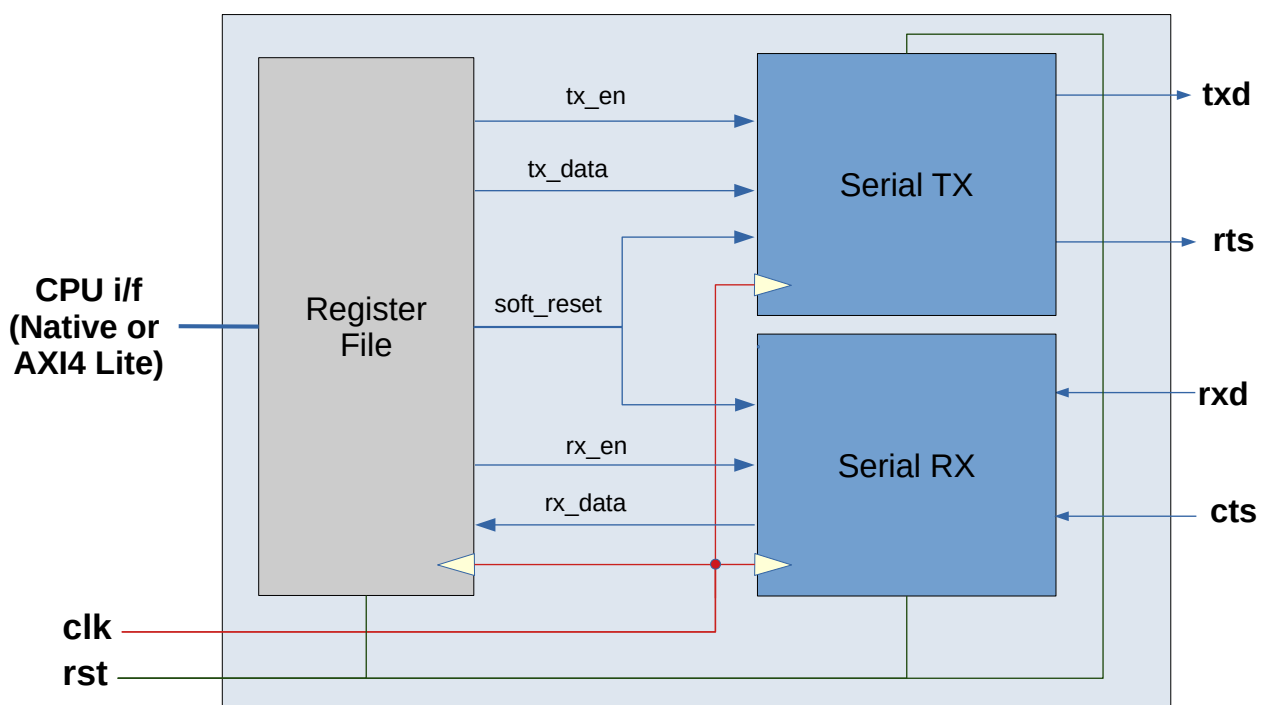 tx_en
txd
tx_data
Serial TX
rts
CPU i/f
(Native or
AXI4 Lite)
Register
File
soft_reset
rxd
rx_en
Serial RX
rx_data
cts
clk
rst